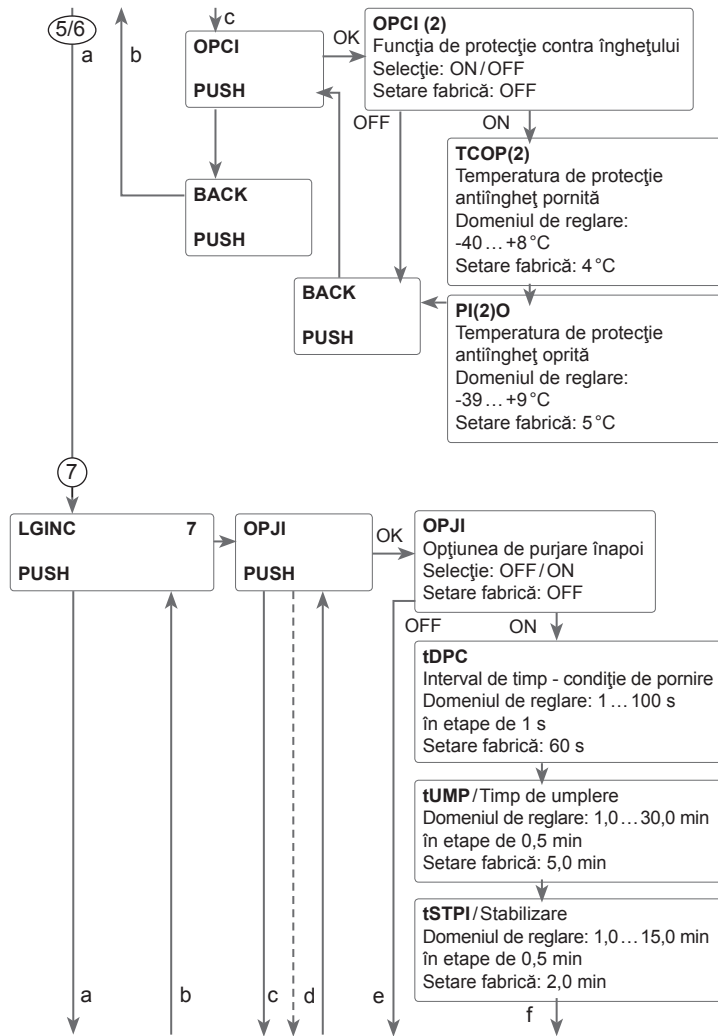 5/6
a
b
c
OPCI
PUSH
OK
OPCI (2)
Funcţia de protecţie contra îngheţului
Selecţie: ON/OFF
Setare fabrică: OFF
OFF
ON
BACK
PUSH
TCOP(2)
Temperatura de protecţie
antiîngheţ pornită
Domeniul de reglare:
-40…+8°C
Setare fabrică: 4°C
BACK
PUSH
PI(2)O
Temperatura de protecţie
antiîngheţ oprită
Domeniul de reglare:
-39…+9°C
Setare fabrică: 5°C
7
LGINC 7
PUSH
OPJI
PUSH
OK
OPJI
Opţiunea de purjare înapoi
Selecţie: OFF/ON
Setare fabrică: OFF
OFF
ON
tDPC
Interval de timp - condiţie de pornire
Domeniul de reglare: 1…100 s
în etape de 1 s
Setare fabrică: 60 s
tUMP/Timp de umplere
Domeniul de reglare: 1,0…30,0 min
în etape de 0,5 min
Setare fabrică: 5,0 min
tSTPI/Stabilizare
Domeniul de reglare: 1,0…15,0 min
în etape de 0,5 min
Setare fabrică: 2,0 min
a
b
c
d
e
f